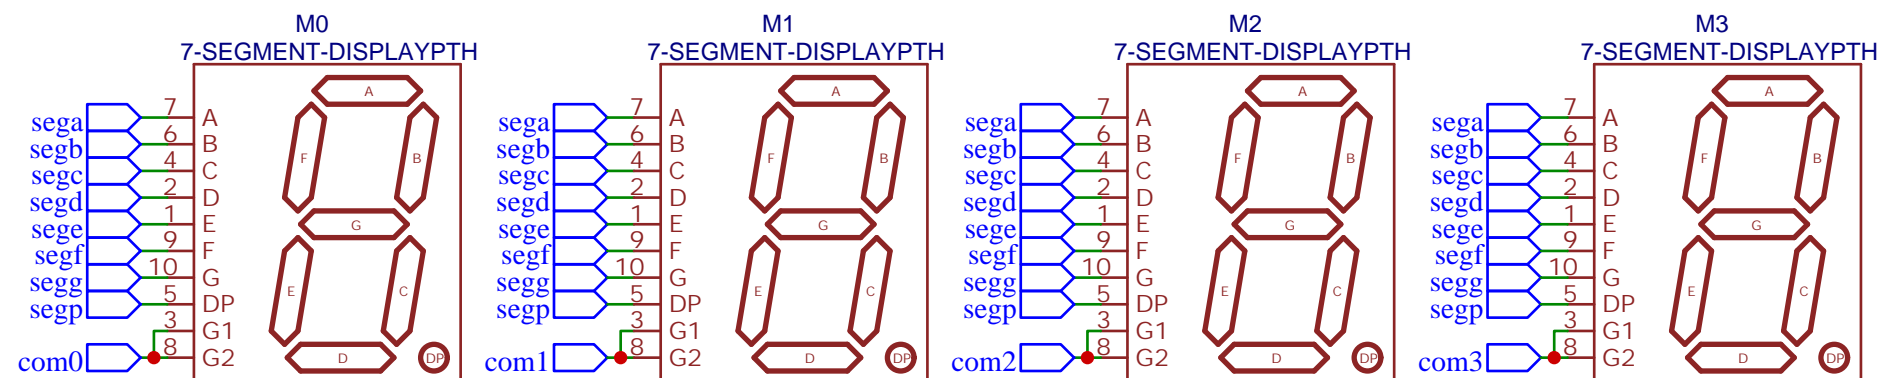 M0 M1 M2 M3
7-SEGMENT-DISPLAYPTH 7-SEGMENT-DISPLAYPTH 7-SEGMENT-DISPLAYPTH 7-SEGMENT-DISPLAYPTH
sega 7 A A sega 7 A A sega 7 A A sega 7 A A
segb 6 B F B segb 6 B F B segb 6 B F B segb 6 B F B
segc 4 C segc 4 C segc 4 C segc 4 C
segd 2 D segd 2 D segd 2 D segd 2 D
sege 1 E G sege 1 E G sege 1 E G sege 1 E G
segf 9 F segf 9 F segf 9 F segf 9 F
segg 10 G E C segg 10 G E C segg 10 G E C segg 10 G E C
segp 5 DP segp 5 DP segp 5 DP segp 5 DP
3 G1 3 G1 3 G1 3 G1
com0 8 G2 D DP com1 8 G2 D DP com2 8 G2 D DP com3 8 G2 D DP